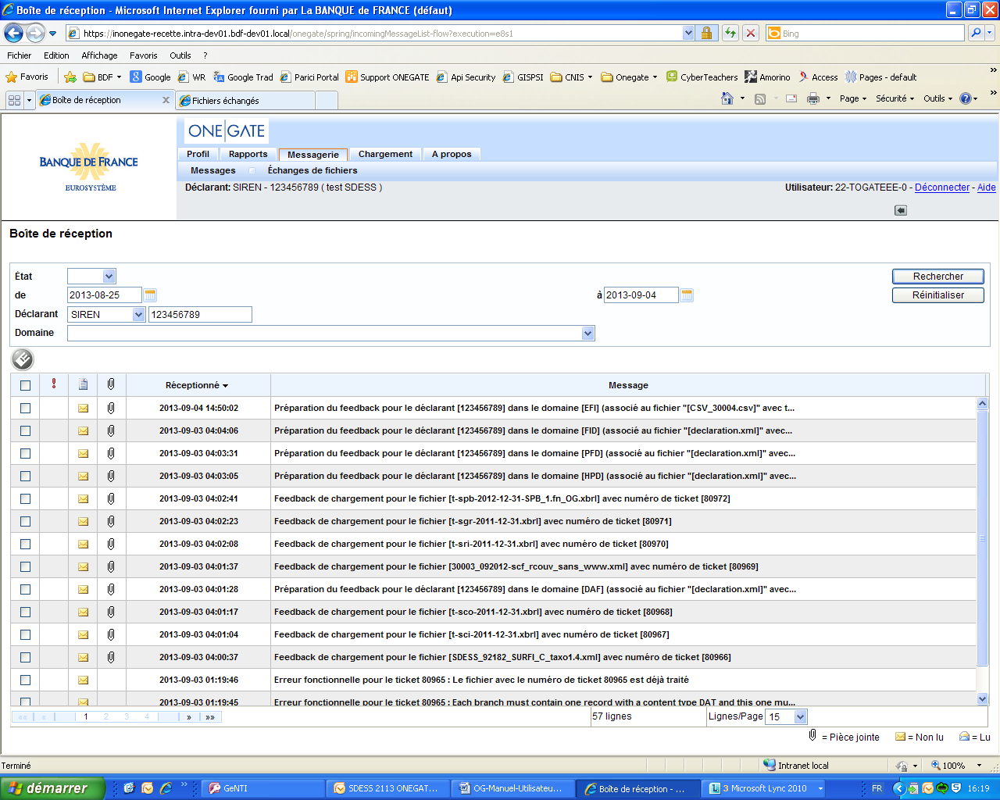 Boîte de réception - Microsoft Internet Explorer fourni par La BANQUE de FRANCE (défaut)
https://inonegate-recette.intra-dev01.bdf-dev01.local/onegate/spring/incomingMessageList-flow?execution=e8s1
Bing
Fichier Edition Affichage Favoris Outils ?
Favoris BDF Google WR Google Trad Parici Portal Support ONEGATE Api Security GISPSI CNIS Onegate CyberTeachers Amorino Access Pages - default
Boîte de réception X Fichiers échangés Page Sécurité Outils
ONE|GATE
BANQUE DE FRANCE
EUROSYSTÈME
Profil Rapports Messagerie Chargement A propos
Messages Échanges de fichiers
Déclarant: SIREN - 123456789 ( test SDESS ) Utilisateur: 22-TOGATEEE-0 - Déconnecter - Aide
Boîte de réception
État Rechercher
de 2013-08-25 à 2013-09-04 Réinitialiser
Déclarant SIREN 123456789
Domaine
! Réceptionné Message
2013-09-04 14:50:02 Préparation du feedback pour le déclarant [123456789] dans le domaine [EFI] (associé au fichier "[CSV_30004.csv]" avec t...
2013-09-03 04:04:06 Préparation du feedback pour le déclarant [123456789] dans le domaine [FID] (associé au fichier "[declaration.xml]" avec...
2013-09-03 04:03:31 Préparation du feedback pour le déclarant [123456789] dans le domaine [PFD] (associé au fichier "[declaration.xml]" avec...
2013-09-03 04:03:05 Préparation du feedback pour le déclarant [123456789] dans le domaine [HPD] (associé au fichier "[declaration.xml]" avec...
2013-09-03 04:02:41 Feedback de chargement pour le fichier [t-spb-2012-12-31-SPB_1.fn_OG.xbrl] avec numéro de ticket [80972]
2013-09-03 04:02:23 Feedback de chargement pour le fichier [t-sgr-2011-12-31.xbrl] avec numéro de ticket [80971]
2013-09-03 04:02:08 Feedback de chargement pour le fichier [t-sri-2011-12-31.xbrl] avec numéro de ticket [80970]
2013-09-03 04:01:37 Feedback de chargement pour le fichier [30003_092012-scf_rcouv_sans_www.xml] avec numéro de ticket [80969]
2013-09-03 04:01:28 Préparation du feedback pour le déclarant [123456789] dans le domaine [DAF] (associé au fichier "[declaration.xml]" avec...
2013-09-03 04:01:17 Feedback de chargement pour le fichier [t-sco-2011-12-31.xbrl] avec numéro de ticket [80968]
2013-09-03 04:01:04 Feedback de chargement pour le fichier [t-sci-2011-12-31.xbrl] avec numéro de ticket [80967]
2013-09-03 04:00:37 Feedback de chargement pour le fichier [SDESS_92182_SURFI_C_taxo1.4.xml] avec numéro de ticket [80966]
2013-09-03 01:19:46 Erreur fonctionnelle pour le ticket 80965 : Le fichier avec le numéro de ticket 80965 est déjà traité
2013-09-03 01:19:45 Erreur fonctionnelle pour le ticket 80965 : Each branch must contain one record with a content type DAT and this one mu...
«« « 1 2 3 4 » »» 57 lignes Lignes/Page 15
= Pièce jointe = Non lu = Lu
Terminé Intranet local 100%
démarrer GeNTI SDESS 2113 ONEGAT... OG-Manuel-Utilisateu... Boîte de réception - ... 3 Microsoft Lync 2010 FR 16:19